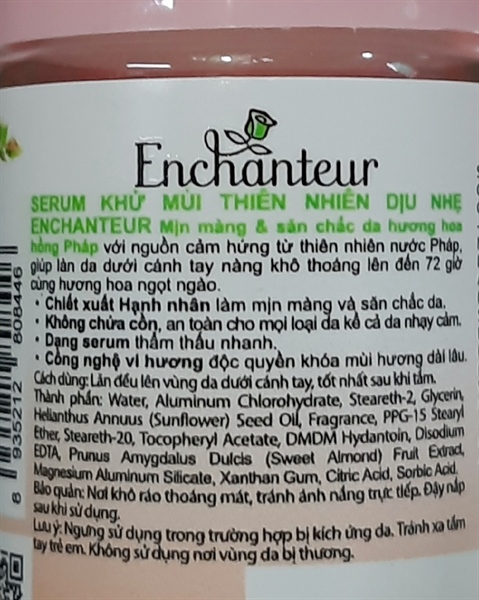 Enchanteur
SERUM KHỬ MÙI THIÊN NHIÊN DỊU NHẸ
ENCHANTEUR Mịn màng & săn chắc da hương hoa
hồng Pháp với nguồn cảm hứng từ thiên nhiên nước Pháp,
giúp làn da dưới cánh tay nàng khô thoáng lên đến 72 giờ
cùng hương hoa ngọt ngào.
• Chiết xuất Hạnh nhân làm mịn màng và săn chắc da.
• Không chứa cồn, an toàn cho mọi loại da kể cả da nhạy cảm.
• Dạng serum thẩm thấu nhanh.
• Công nghệ vi hương độc quyền khóa mùi hương dài lâu.
Cách dùng: Lăn đều lên vùng da dưới cánh tay, tốt nhất sau khi tắm.
Thành phần: Water, Aluminum Chlorohydrate, Steareth-2, Glycerin,
Helianthus Annuus (Sunflower) Seed Oil, Fragrance, PPG-15 Stearyl
Ether, Steareth-20, Tocopheryl Acetate, DMDM Hydantoin, Disodium
EDTA, Prunus Amygdalus Dulcis (Sweet Almond) Fruit Extract,
Magnesium Aluminum Silicate, Xanthan Gum, Citric Acid, Sorbic Acid.
Bảo quản: Nơi khô ráo thoáng mát, tránh ánh nắng trực tiếp. Đậy nắp
sau khi sử dụng.
Lưu ý: Ngưng sử dụng trong trường hợp bị kích ứng da. Tránh xa tầm
tay trẻ em. Không sử dụng nơi vùng da bị thương.
8 935212 808446